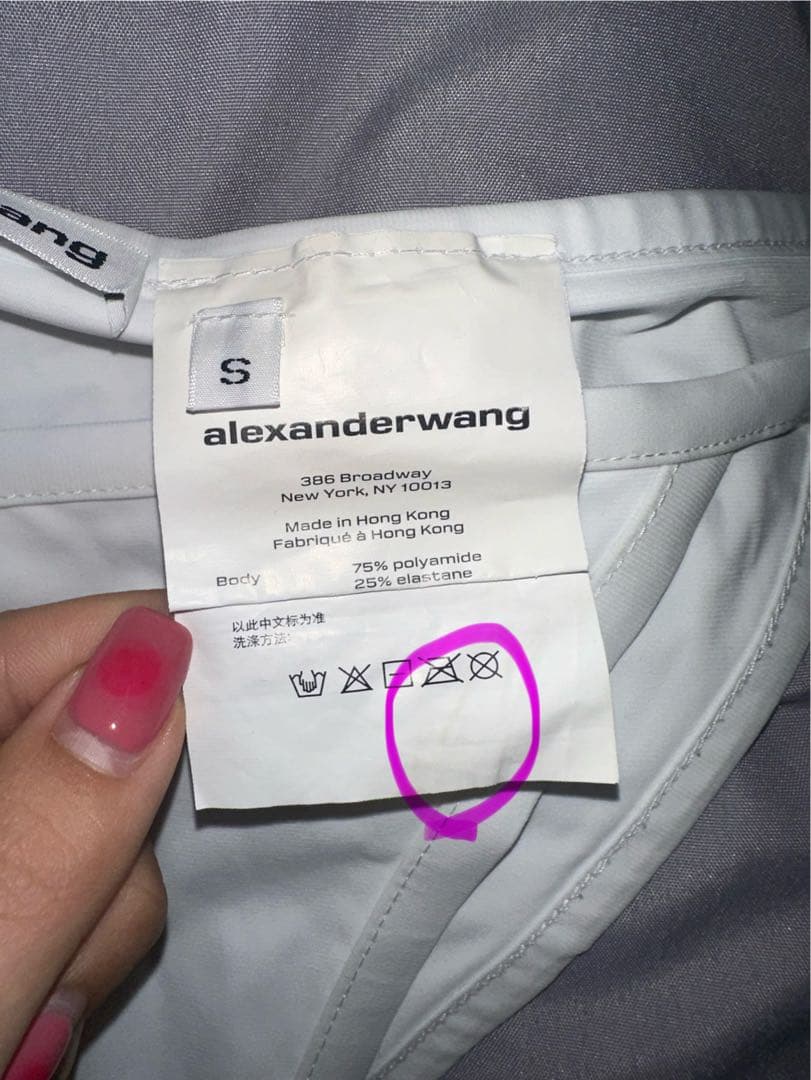 ang
S
alexanderwang
386 Broadway
New York, NY 10013
Made in Hong Kong
Fabriqué à Hong Kong
Body 75% polyamide
25% elastane
以此中文标为准
洗涤方法: